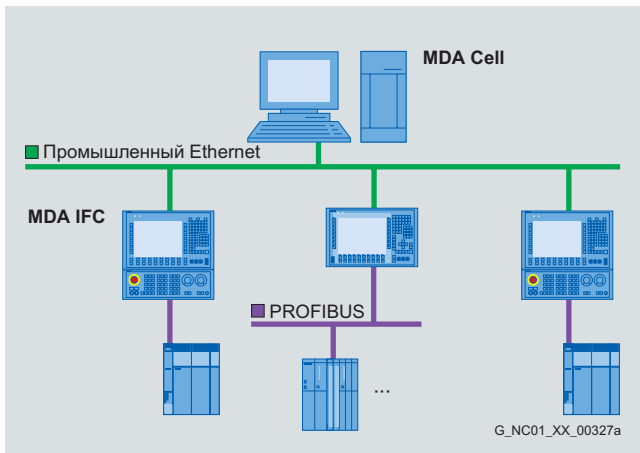 MDA Cell
Промышленный Ethernet
MDA IFC
PROFIBUS
...
G_NC01_XX_00327a